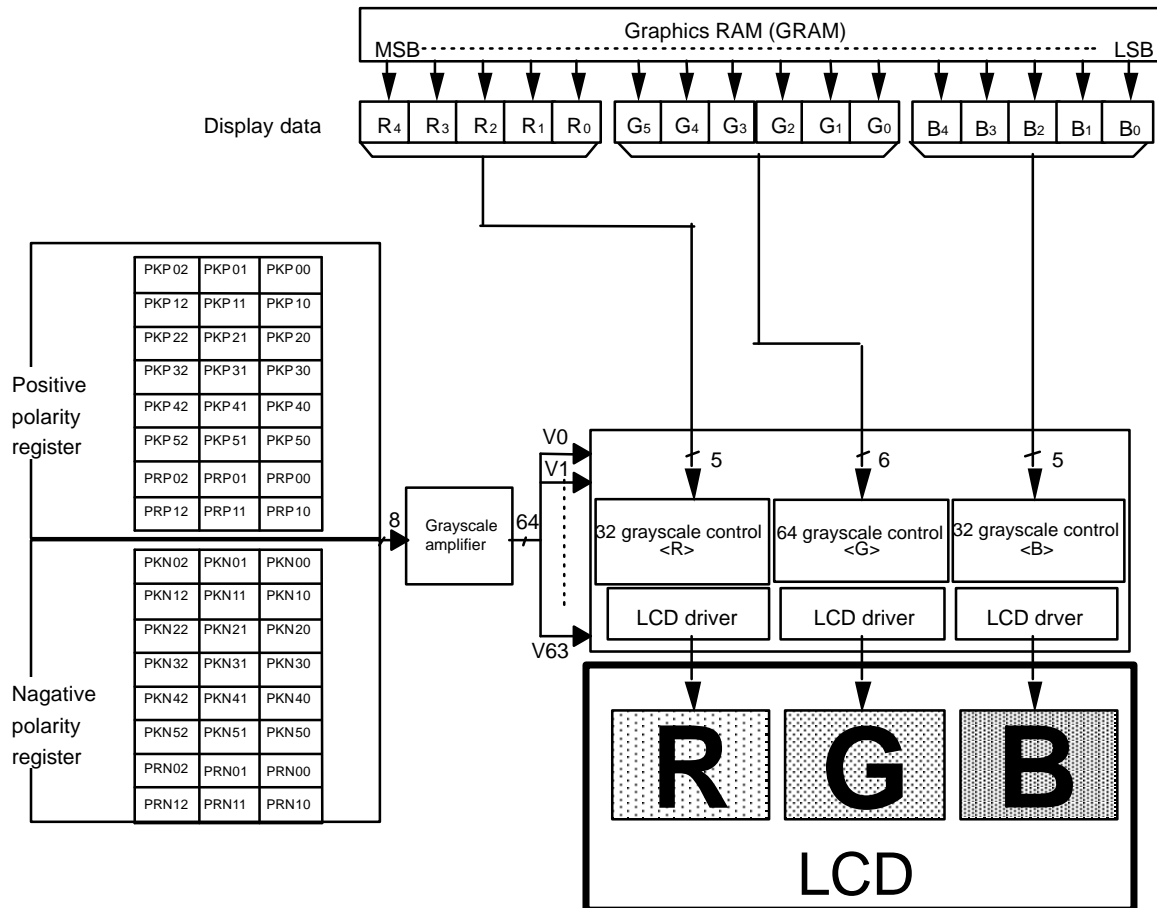 Graphics RAM (GRAM)
MSB LSB
Display data
R4 R3 R2 R1 R0 G5 G4 G3 G2 G1 G0 B4 B3 B2 B1 B0
PKP02 PKP01 PKP00
PKP12 PKP11 PKP10
PKP22 PKP21 PKP20
PKP32 PKP31 PKP30
PKP42 PKP41 PKP40
PKP52 PKP51 PKP50
PRP02 PRP01 PRP00
PRP12 PRP11 PRP10
Positive
polarity
register
PKN02 PKN01 PKN00
PKN12 PKN11 PKN10
PKN22 PKN21 PKN20
PKN32 PKN31 PKN30
PKN42 PKN41 PKN40
PKN52 PKN51 PKN50
PRN02 PRN01 PRN00
PRN12 PRN11 PRN10
Nagative
polarity
register
8
Grayscale
amplifier
64
V0
V1
V63
5 6 5
32 grayscale control
<R>
64 grayscale control
<G>
32 grayscale control
<B>
LCD driver LCD driver LCD driver
R G B
LCD